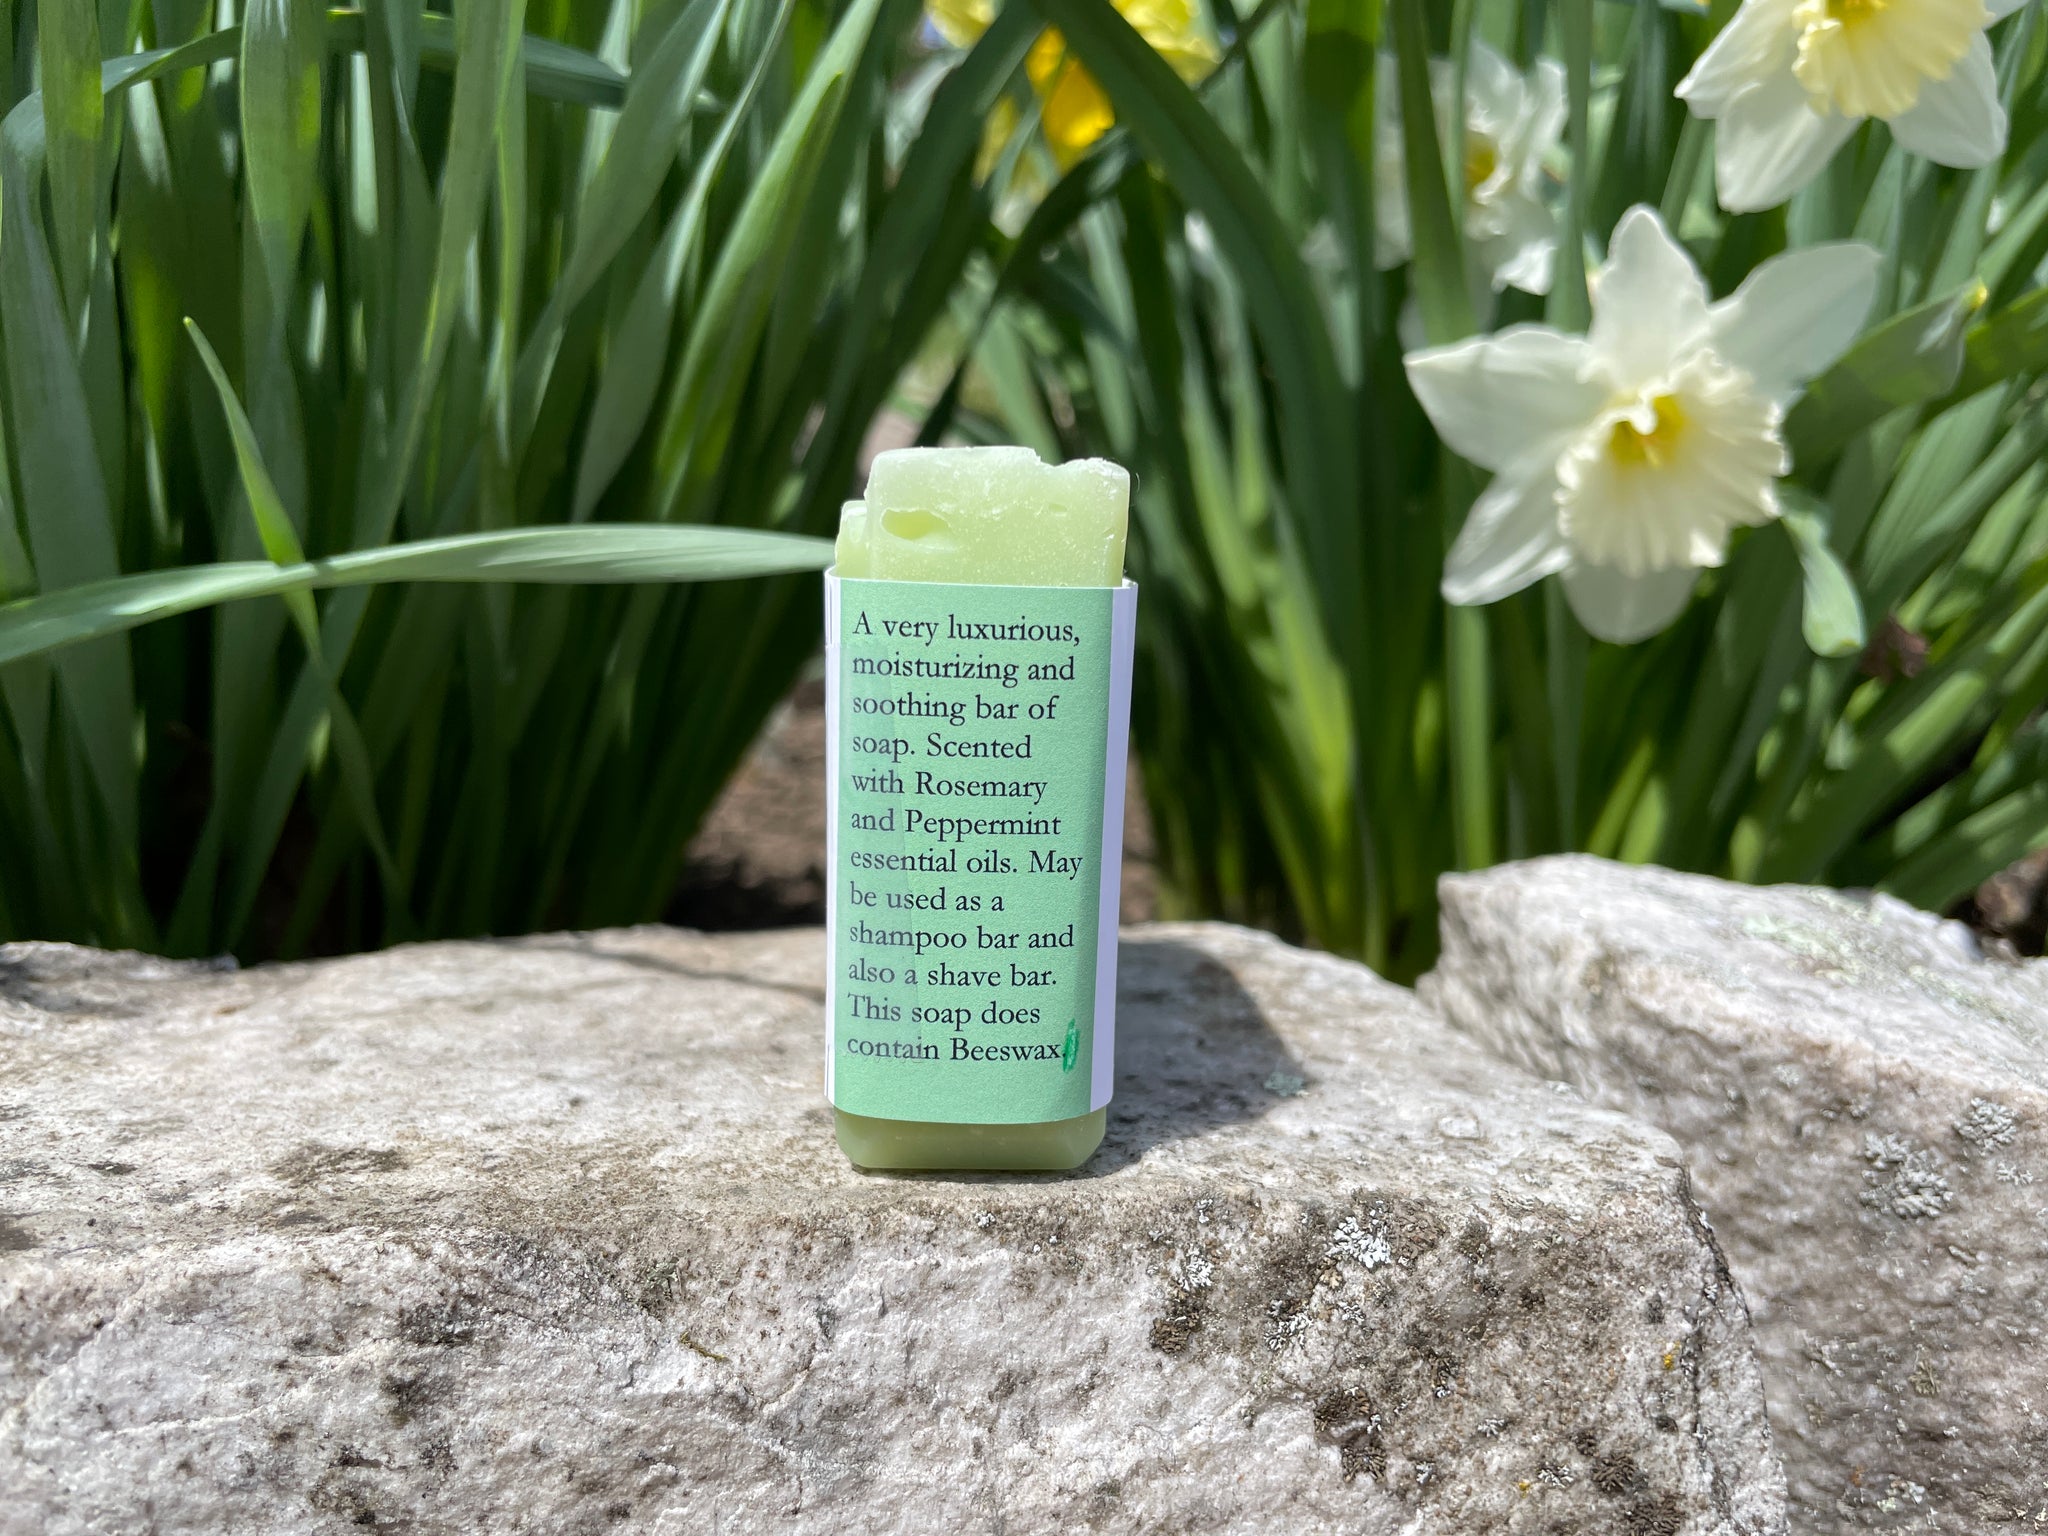 A very luxurious,
moisturizing and
soothing bar of
soap. Scented
with Rosemary
and Peppermint
essential oils. May
be used as a
shampoo bar and
also a shave bar.
This soap does
contain Beeswax.